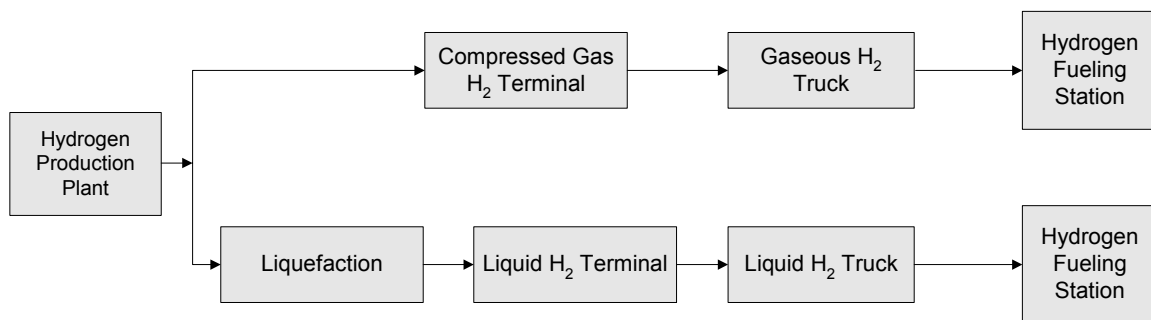 Compressed Gas
H₂ Terminal
Gaseous H₂
Truck
Hydrogen
Fueling
Station
Hydrogen
Production
Plant
Liquefaction
Liquid H₂ Terminal
Liquid H₂ Truck
Hydrogen
Fueling
Station